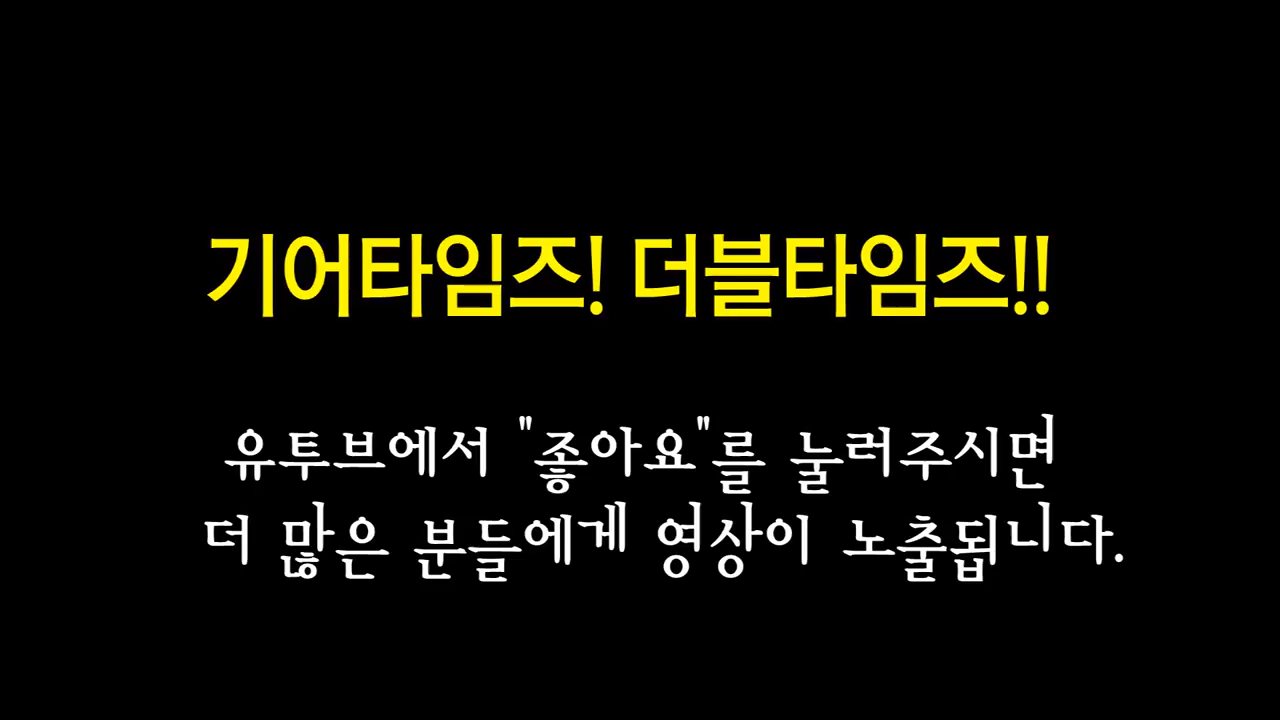 기어타임즈! 더블타임즈!!
유투브에서 "좋아요"를 눌러주시면
더 많은 분들에게 영상이 노출됩니다.